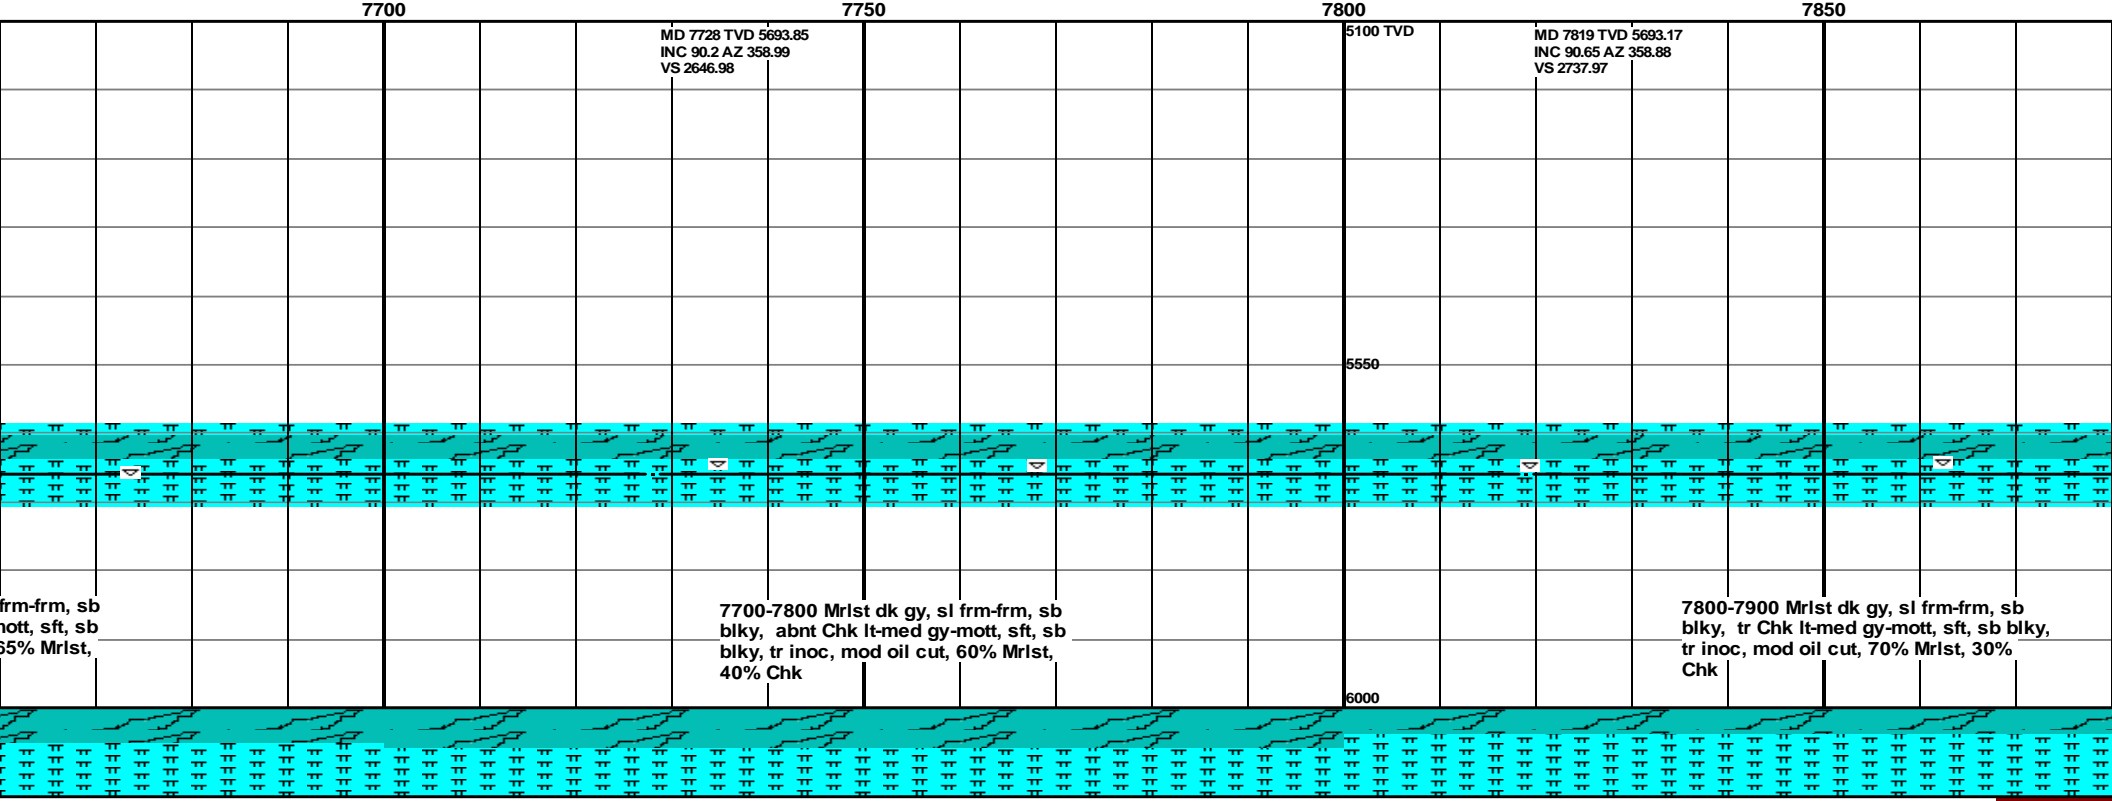 7700
7750
7800
7850
MD 7728 TVD 5693.85
INC 90.2 AZ 358.99
VS 2646.98
5100 TVD
MD 7819 TVD 5693.17
INC 90.65 AZ 358.88
VS 2737.97
5550
frm-frm, sb
nott, sft, sb
65% Mrlst,
7700-7800 Mrlst dk gy, sl frm-frm, sb
blky, abnt Chk lt-med gy-mott, sft, sb
blky, tr inoc, mod oil cut, 60% Mrlst,
40% Chk
7800-7900 Mrlst dk gy, sl frm-frm, sb
blky, tr Chk lt-med gy-mott, sft, sb blky,
tr inoc, mod oil cut, 70% Mrlst, 30%
Chk
6000